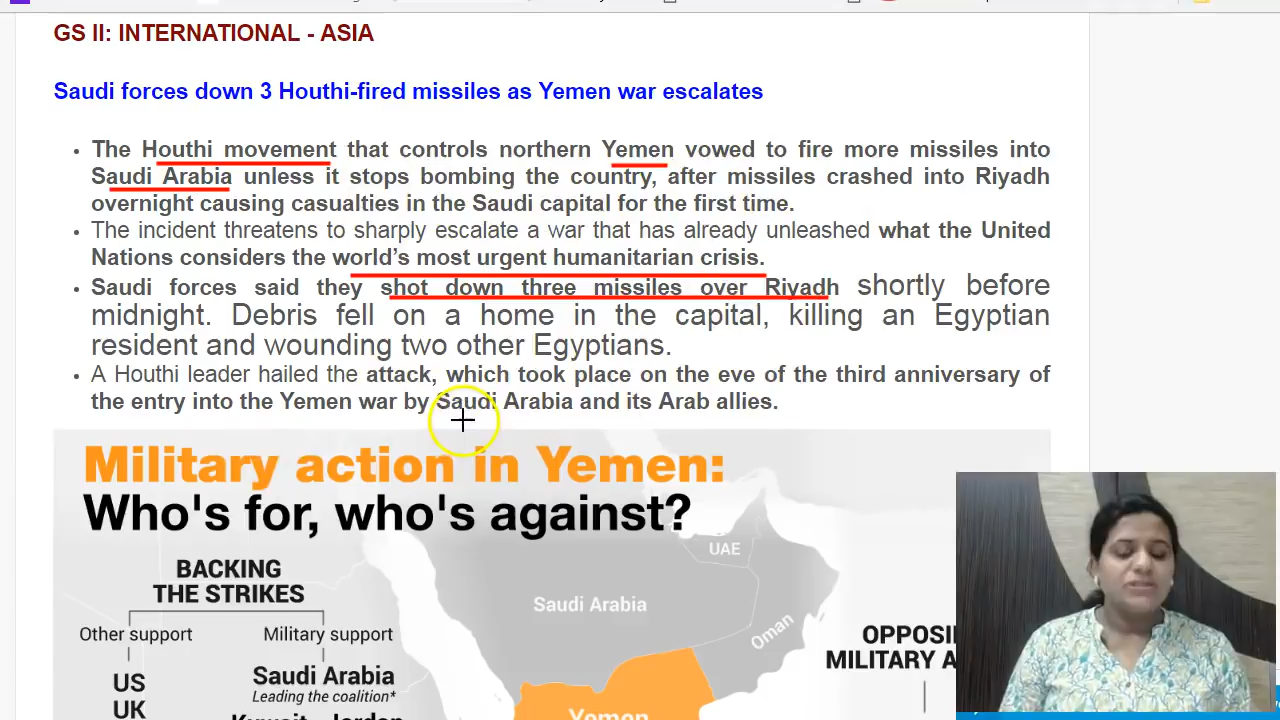 GS II: INTERNATIONAL - ASIA
Saudi forces down 3 Houthi-fired missiles as Yemen war escalates
• The Houthi movement that controls northern Yemen vowed to fire more missiles into
Saudi Arabia unless it stops bombing the country, after missiles crashed into Riyadh
overnight causing casualties in the Saudi capital for the first time.
• The incident threatens to sharply escalate a war that has already unleashed what the United
Nations considers the world's most urgent humanitarian crisis.
• Saudi forces said they shot down three missiles over Riyadh shortly before
midnight. Debris fell on a home in the capital, killing an Egyptian
resident and wounding two other Egyptians.
• A Houthi leader hailed the attack, which took place on the eve of the third anniversary of
the entry into the Yemen war by Saudi Arabia and its Arab allies.
Military action in Yemen:
Who's for, who's against?
BACKING
THE STRIKES
Other support
Military support
US
UK
Saudi Arabia
Leading the coalition*
Kuwait Jordan
UAE
Saudi Arabia
Oman
Yemen
OPPOSI
MILITARY A